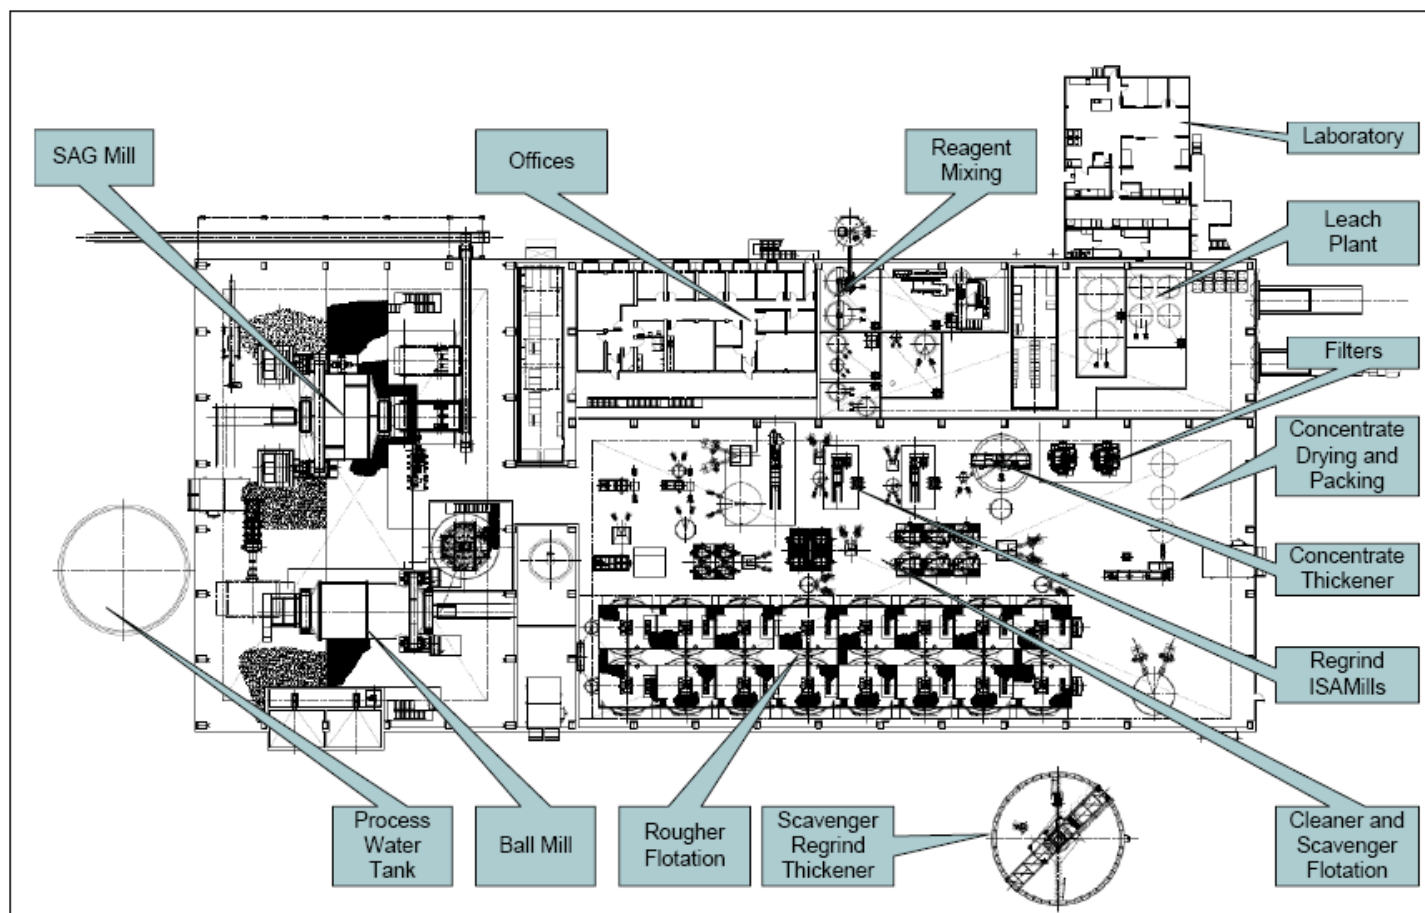 SAG Mill
Offices
Reagent
Mixing
Laboratory
Leach
Plant
Filters
Concentrate
Drying and
Packing
Concentrate
Thickener
Regrind
ISAMills
Process
Water
Tank
Ball Mill
Rougher
Flotation
Scavenger
Regrind
Thickener
Cleaner and
Scavenger
Flotation